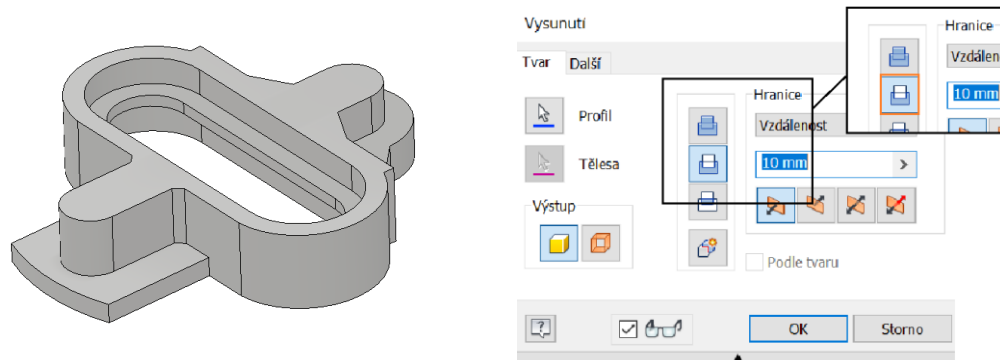 Vysunutí
Tvar
Další
Profil
Tělesa
Výstup
Hranice
Vzdálenost
10 mm
Podle tvaru
OK
Storno
Hranice
Vzdálen
10 mm